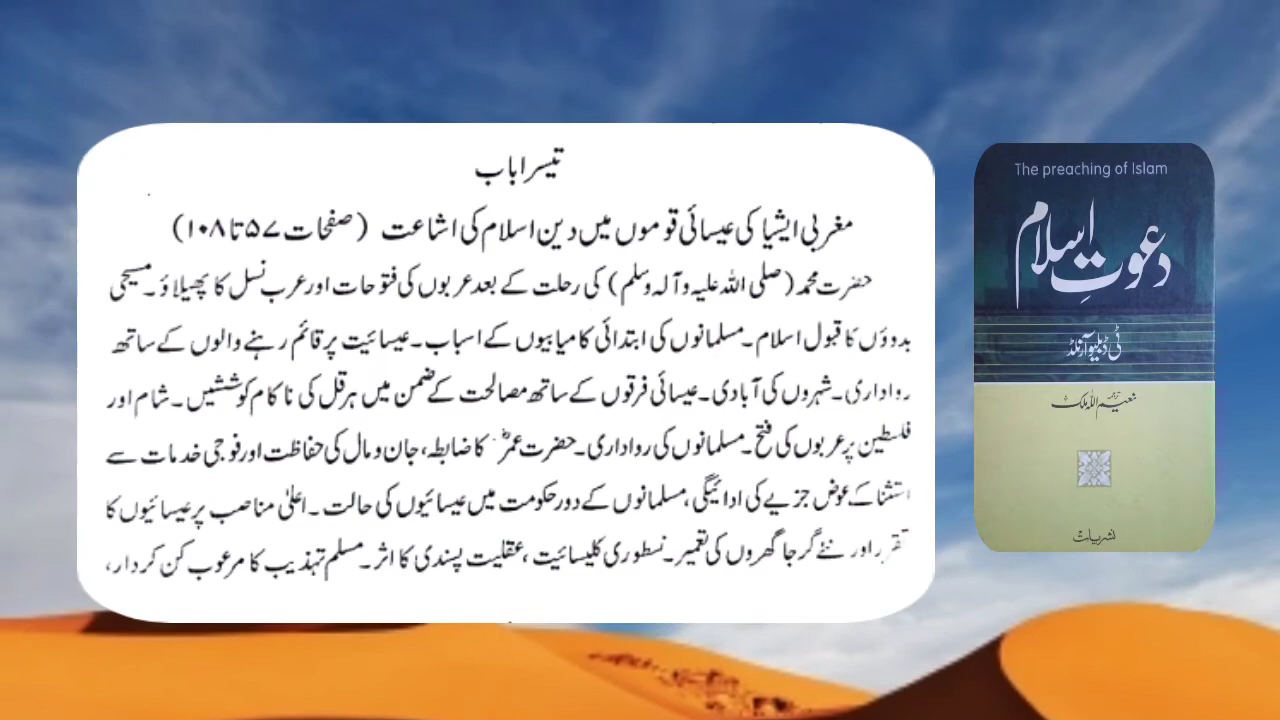 تیسرا باب
مغربی ایشیا کی عیسائی قوموں میں دین اسلام کی اشاعت (صفحات ۵۷ تا ۱۰۸)
حضرت محمد (صلی اللہ علیہ وآلہ وسلم) کی رحلت کے بعد عربوں کی فتوحات اور عرب نسل کا پھیلاؤ۔ مسیحی
بدوؤں کا قبول اسلام۔ مسلمانوں کی ابتدائی کامیابیوں کے اسباب۔ عیسائیت پر قائم رہنے والوں کے ساتھ
رواداری۔ شہروں کی آبادی۔ عیسائی فرقوں کے ساتھ مصالحت کے ضمن میں ہرقل کی ناکام کوششیں۔ شام اور
فلسطین پر عربوں کی فتح۔ مسلمانوں کی رواداری۔ حضرت عمرؓ کا ضابطہ، جان و مال کی حفاظت اور فوجی خدمات سے
استثنا کے عوض جزیے کی ادائیگی، مسلمانوں کے دور حکومت میں عیسائیوں کی حالت۔ اعلیٰ مناصب پر عیسائیوں کا
تقرر اور نئے گرجا گھروں کی تعمیر۔ نسطوری کلیسائیت، عقلیت پسندی کا اثر۔ مسلم تہذیب کا مرعوب کن کردار،
The preaching of Islam
دعوتِ اسلام
ٹی ڈبلیو آرنلڈ
ترجمہ
نعیم اللہ ملک
نشریات